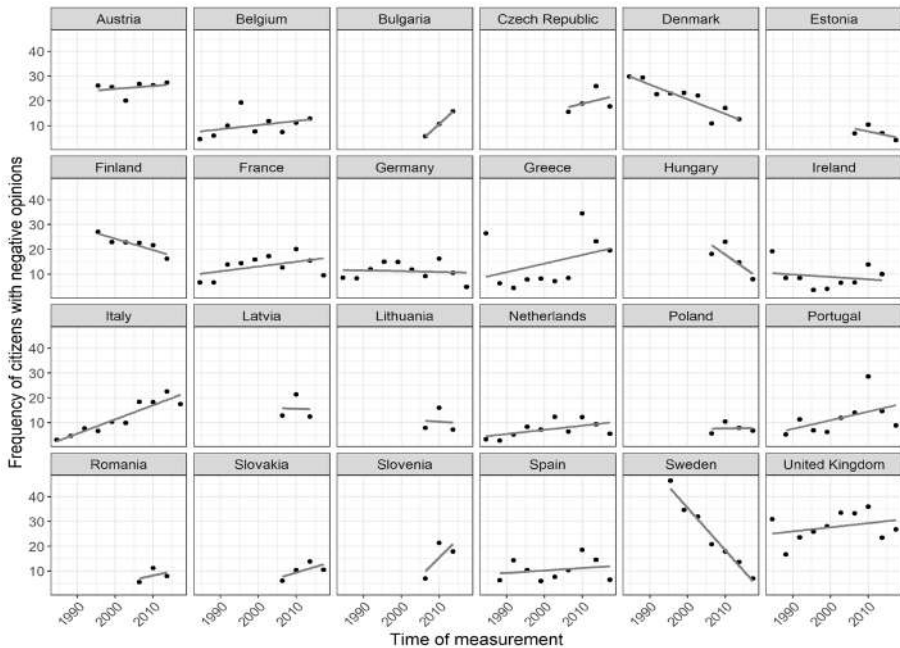 Austria Belgium Bulgaria Czech Republic Denmark Estonia
40
30
20
10
Finland France Germany Greece Hungary Ireland
40
30
20
10
Italy Latvia Lithuania Netherlands Poland Portugal
40
30
20
10
Romania Slovakia Slovenia Spain Sweden United Kingdom
40
30
20
10
1990 2000 2010 1990 2000 2010 1990 2000 2010 1990 2000 2010 1990 2000 2010 1990 2000 2010
Time of measurement
Frequency of citizens with negative opinions